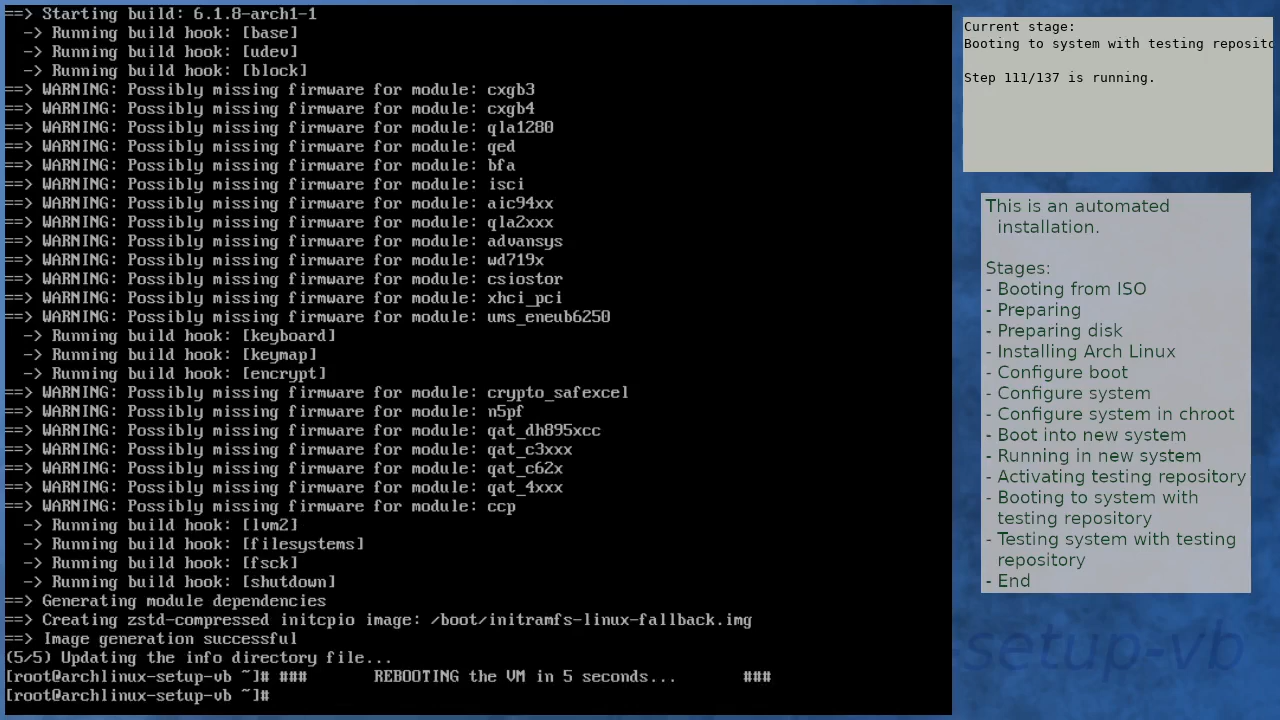 ==> Starting build: 6.1.8-arch1-1
  -> Running build hook: [base]
  -> Running build hook: [udev]
  -> Running build hook: [block]
==> WARNING: Possibly missing firmware for module: cxgb3
==> WARNING: Possibly missing firmware for module: cxgb4
==> WARNING: Possibly missing firmware for module: qla1280
==> WARNING: Possibly missing firmware for module: qed
==> WARNING: Possibly missing firmware for module: bfa
==> WARNING: Possibly missing firmware for module: isci
==> WARNING: Possibly missing firmware for module: aic94xx
==> WARNING: Possibly missing firmware for module: qla2xxx
==> WARNING: Possibly missing firmware for module: advansys
==> WARNING: Possibly missing firmware for module: wd719x
==> WARNING: Possibly missing firmware for module: csiostor
==> WARNING: Possibly missing firmware for module: xhci_pci
==> WARNING: Possibly missing firmware for module: ums_eneub6250
  -> Running build hook: [keyboard]
  -> Running build hook: [keymap]
  -> Running build hook: [encrypt]
==> WARNING: Possibly missing firmware for module: crypto_safexcel
==> WARNING: Possibly missing firmware for module: n5pf
==> WARNING: Possibly missing firmware for module: qat_dh895xcc
==> WARNING: Possibly missing firmware for module: qat_c3xxx
==> WARNING: Possibly missing firmware for module: qat_c62x
==> WARNING: Possibly missing firmware for module: qat_4xxx
==> WARNING: Possibly missing firmware for module: ccp
  -> Running build hook: [lvm2]
  -> Running build hook: [filesystems]
  -> Running build hook: [fsck]
  -> Running build hook: [shutdown]
==> Generating module dependencies
==> Creating zstd-compressed initcpio image: /boot/initramfs-linux-fallback.img
==> Image generation successful
(5/5) Updating the info directory file...
[root@archlinux-setup-vb ~]# ###       REBOOTING the VM in 5 seconds...       ###
[root@archlinux-setup-vb ~]#
Current stage:
Booting to system with testing reposito
Step 111/137 is running.
This is an automated
installation.
Stages:
- Booting from ISO
- Preparing
- Preparing disk
- Installing Arch Linux
- Configure boot
- Configure system
- Configure system in chroot
- Boot into new system
- Running in new system
- Activating testing repository
- Booting to system with
testing repository
- Testing system with testing
repository
- End
setup-vb